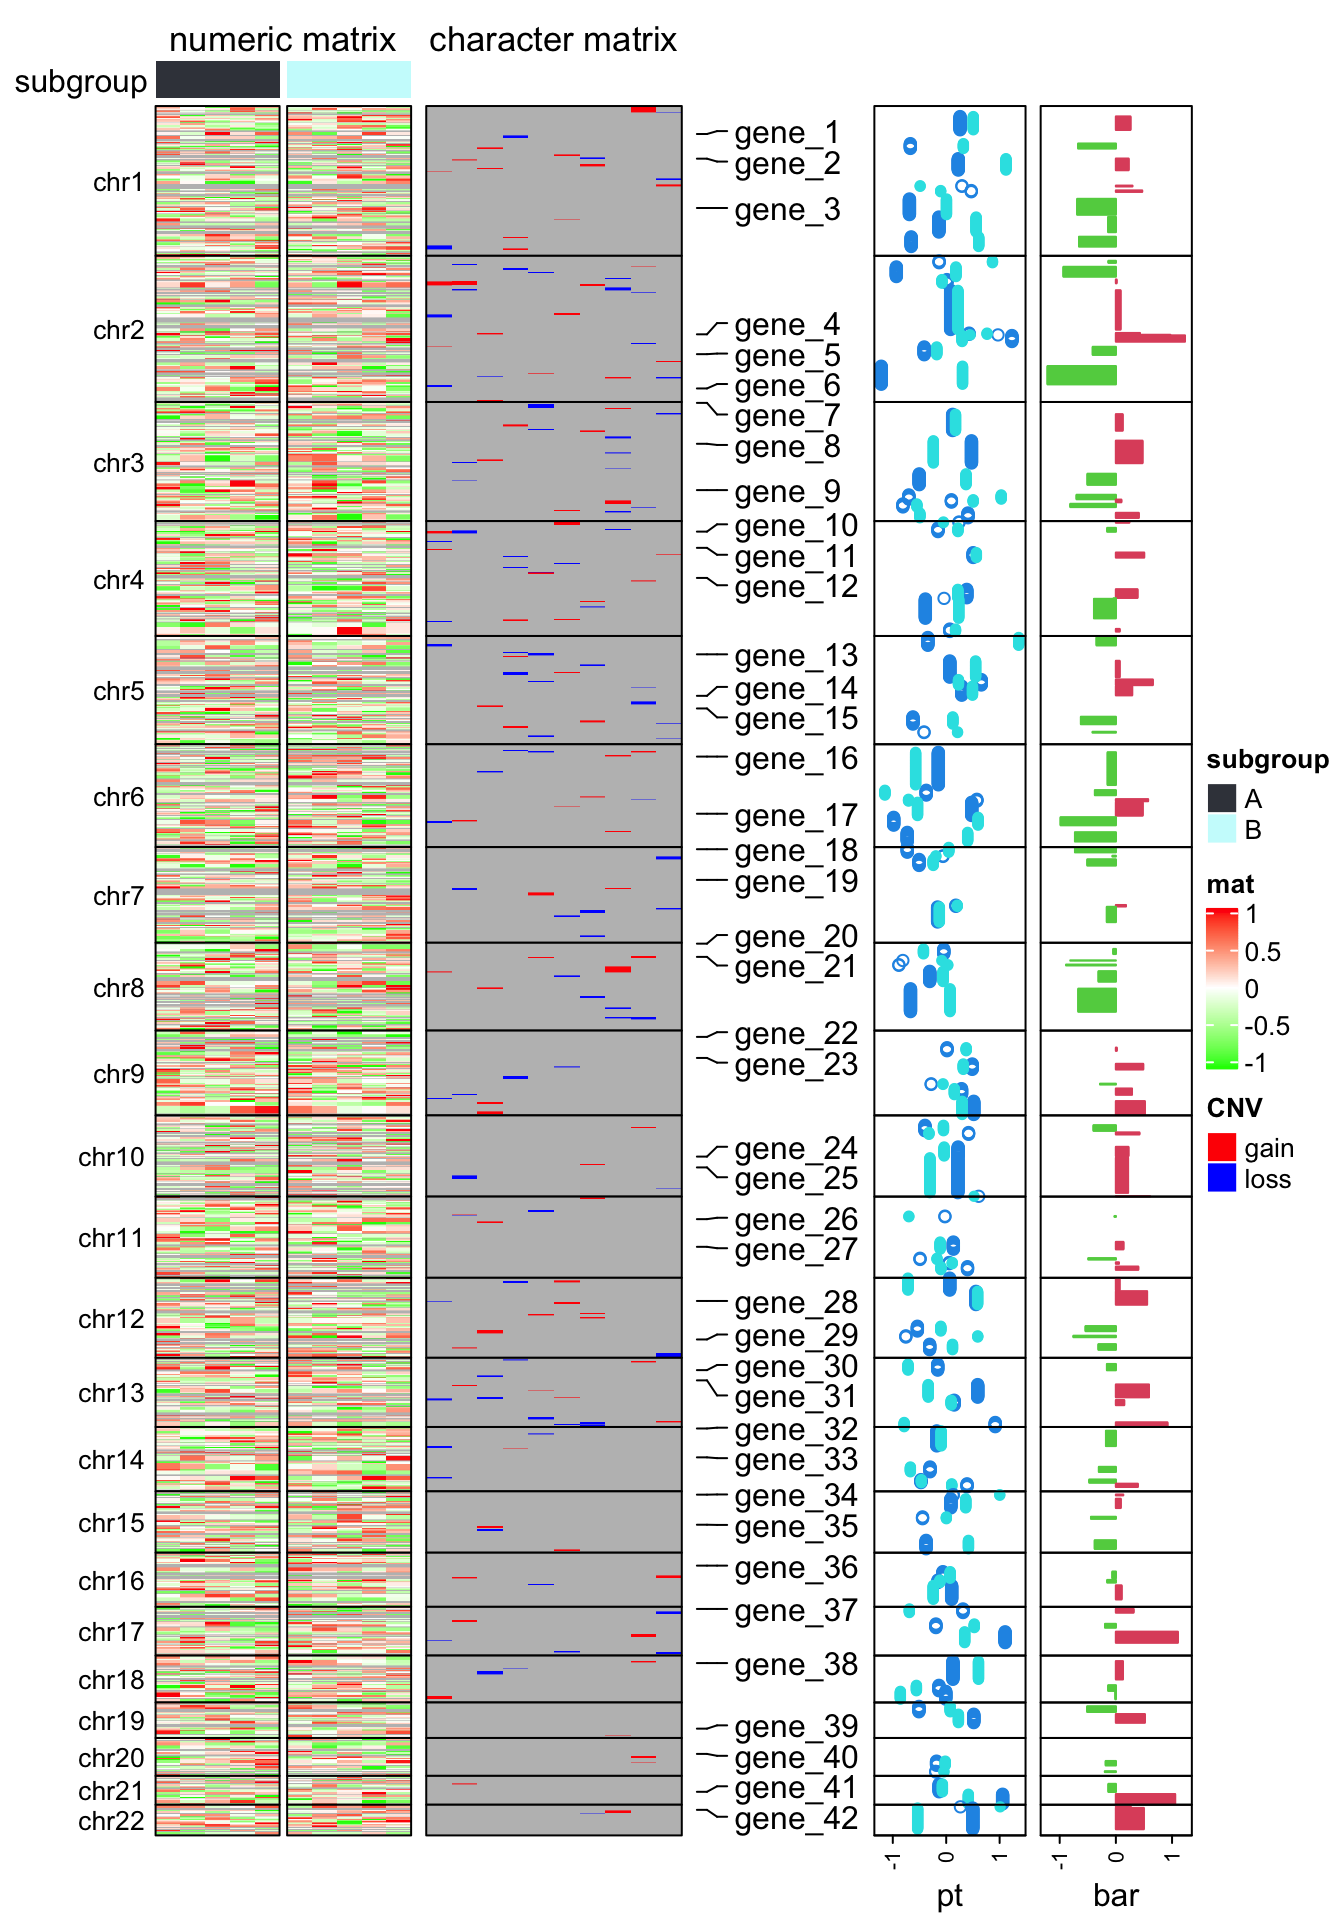 numeric matrix
character matrix
subgroup
chr1
chr2
chr3
chr4
chr5
chr6
chr7
chr8
chr9
chr10
chr11
chr12
chr13
chr14
chr15
chr16
chr17
chr18
chr19
chr20
chr21
chr22
gene_1
gene_2
gene_3
gene_4
gene_5
gene_6
gene_7
gene_8
gene_9
gene_10
gene_11
gene_12
gene_13
gene_14
gene_15
gene_16
gene_17
gene_18
gene_19
gene_20
gene_21
gene_22
gene_23
gene_24
gene_25
gene_26
gene_27
gene_28
gene_29
gene_30
gene_31
gene_32
gene_33
gene_34
gene_35
gene_36
gene_37
gene_38
gene_39
gene_40
gene_41
gene_42
-1
0
1
pt
-1
0
1
bar
subgroup
A
B
mat
1
0.5
0
-0.5
-1
CNV
gain
loss